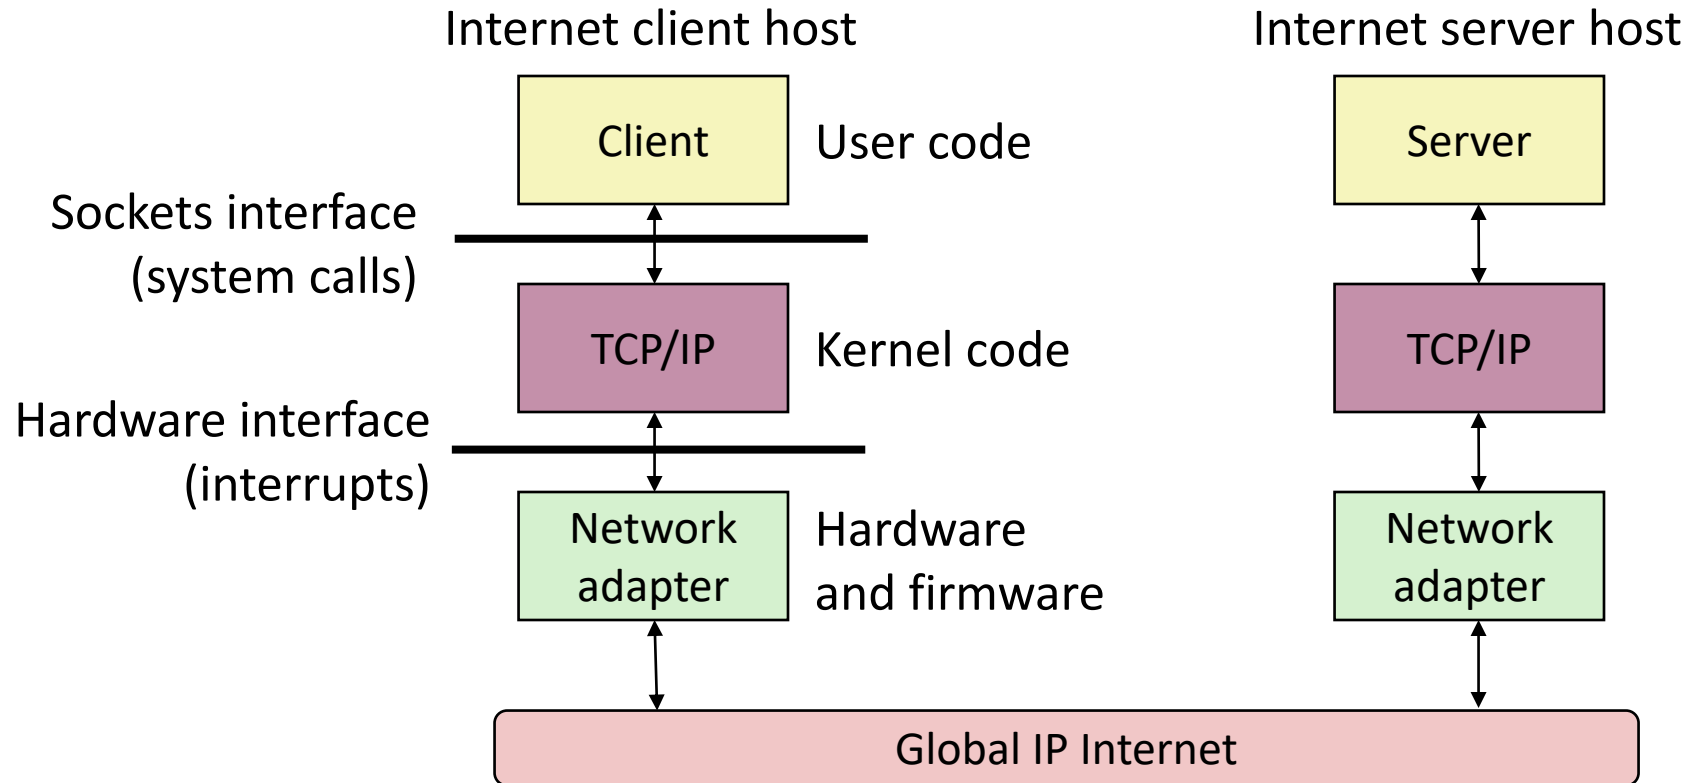 Internet client host
Internet server host
Client
User code
Server
Sockets interface
(system calls)
TCP/IP
Kernel code
TCP/IP
Hardware interface
(interrupts)
Network
adapter
Hardware
and firmware
Network
adapter
Global IP Internet